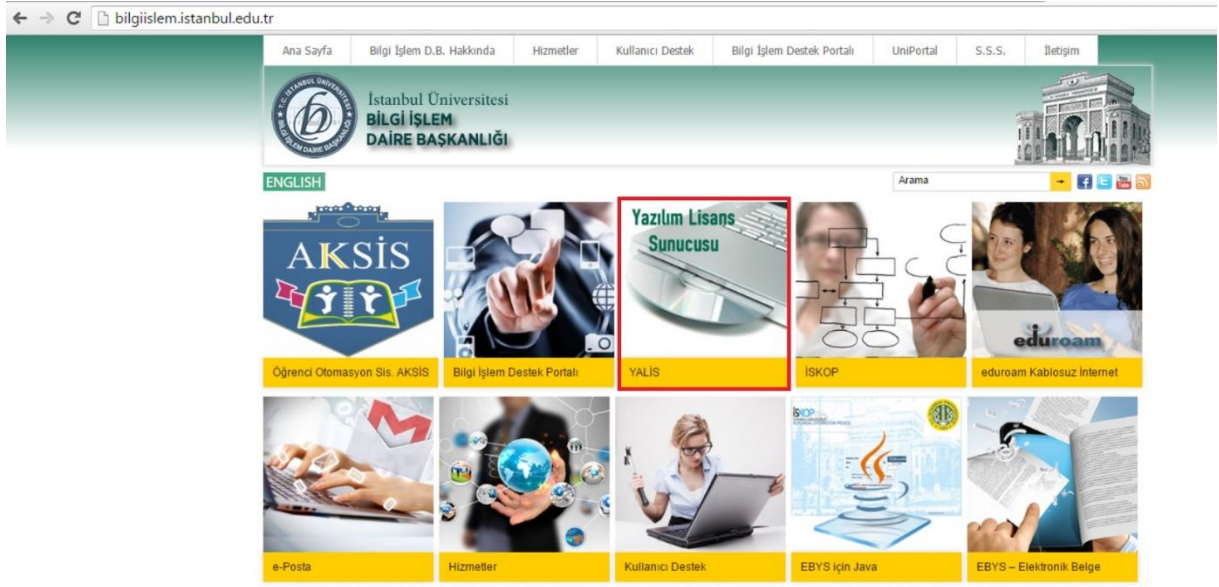 bilgiislem.istanbul.edu.tr
Ana Sayfa Bilgi İşlem D.B. Hakkında Hizmetler Kullanıcı Destek Bilgi İşlem Destek Portalı UniPortal S.S.S. İletişim
İstanbul Üniversitesi
BİLGİ İŞLEM
DAİRE BAŞKANLIĞI
ENGLISH
Arama
AKSİS
Yazılım Lisans
Sunucusu
eduroam
Öğrenci Otomasyon Sis. AKSİS
Bilgi İşlem Destek Portalı
YALİS
İSKOP
eduroam Kablosuz İnternet
İSKOP
e-Posta
Hizmetler
Kullanıcı Destek
EBYS için Java
EBYS – Elektronik Belge